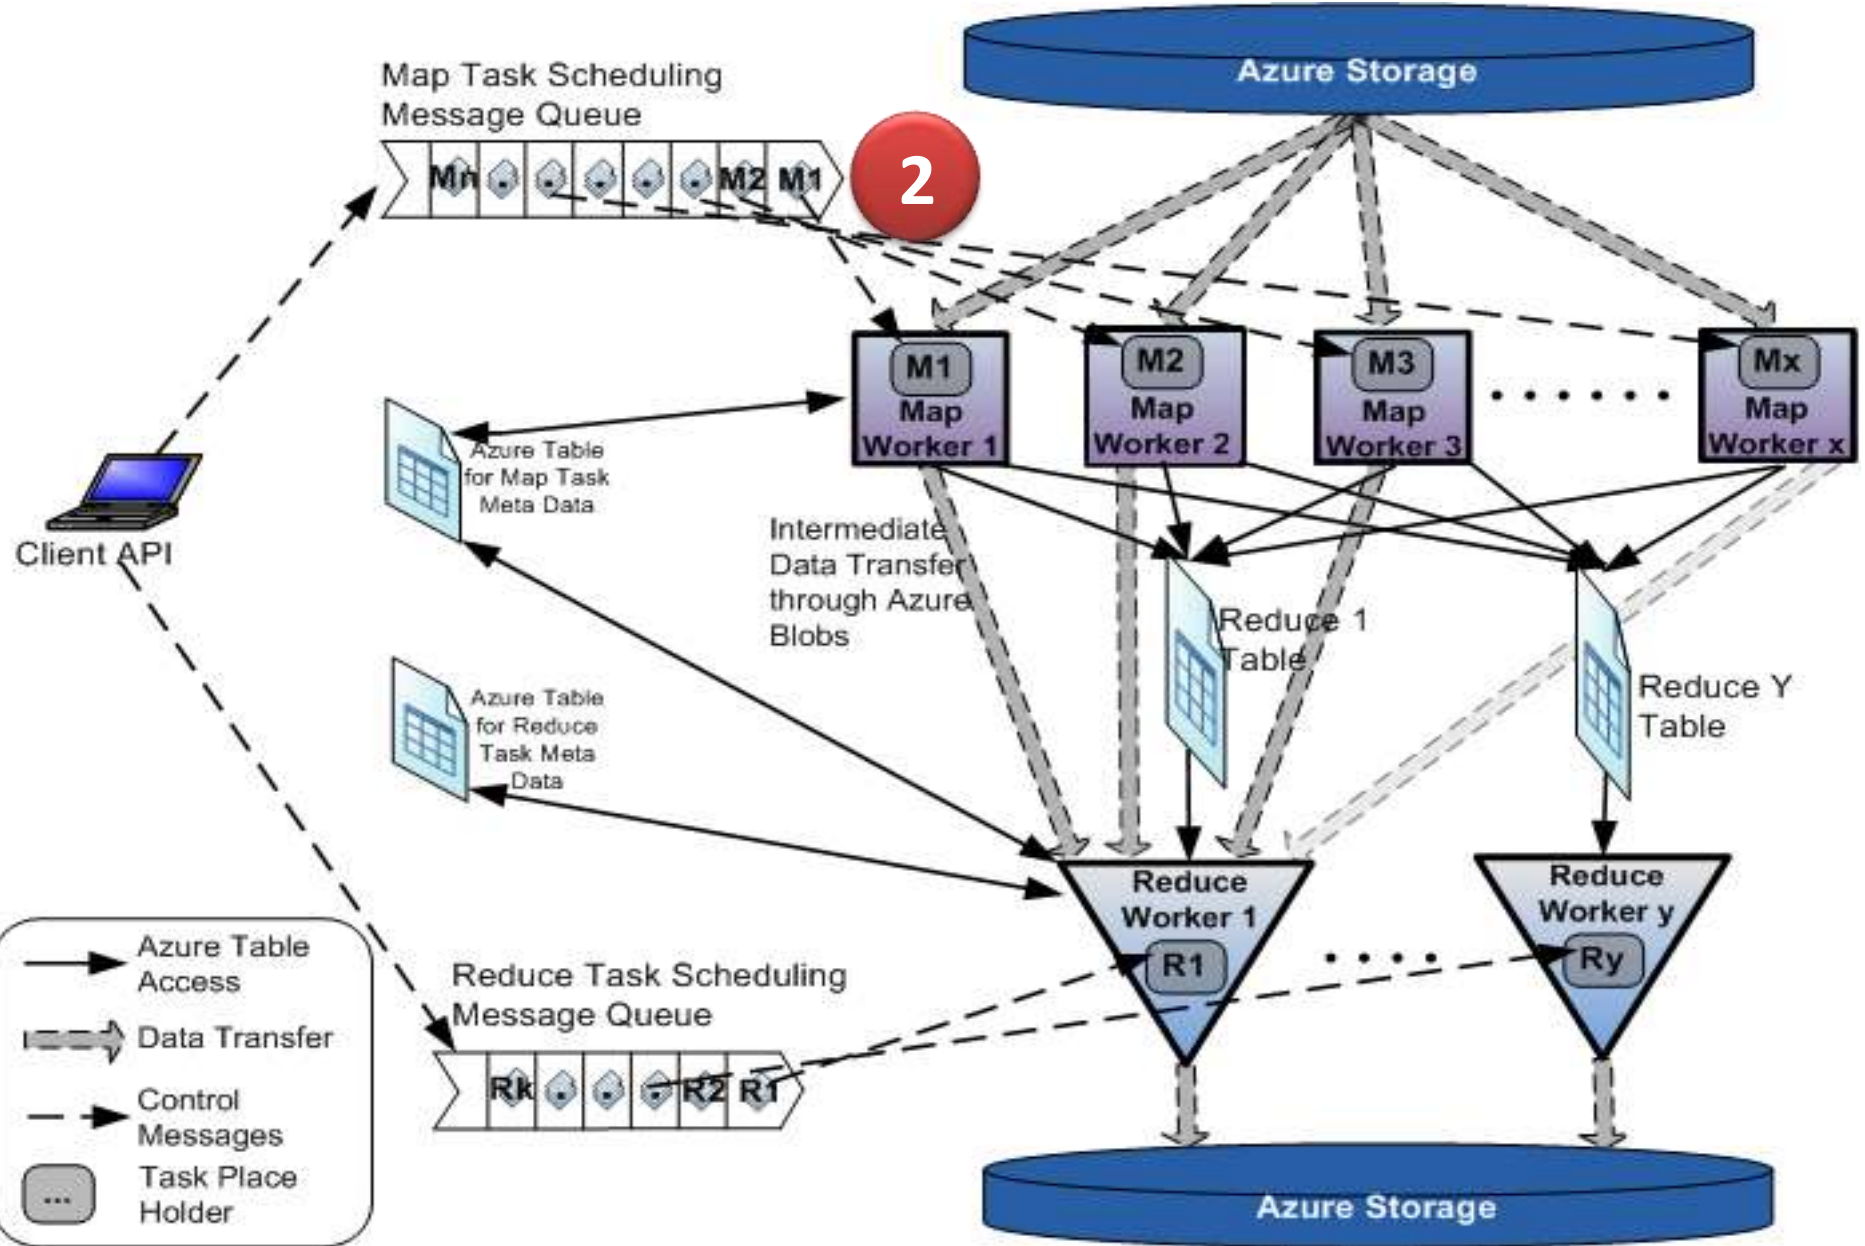 Azure Storage
Map Task Scheduling
Message Queue
Mn M2 M1
2
M1
Map
Worker 1
M2
Map
Worker 2
M3
Map
Worker 3
Mx
Map
Worker x
Azure Table
for Map Task
Meta Data
Client API
Intermediate
Data Transfer
through Azure
Blobs
Reduce 1
Table
Reduce Y
Table
Azure Table
for Reduce
Task Meta
Data
Reduce
Worker 1
R1
Reduce
Worker y
Ry
Reduce Task Scheduling
Message Queue
Rk R2 R1
Azure Table
Access
Data Transfer
Control
Messages
...
Task Place
Holder
Azure Storage